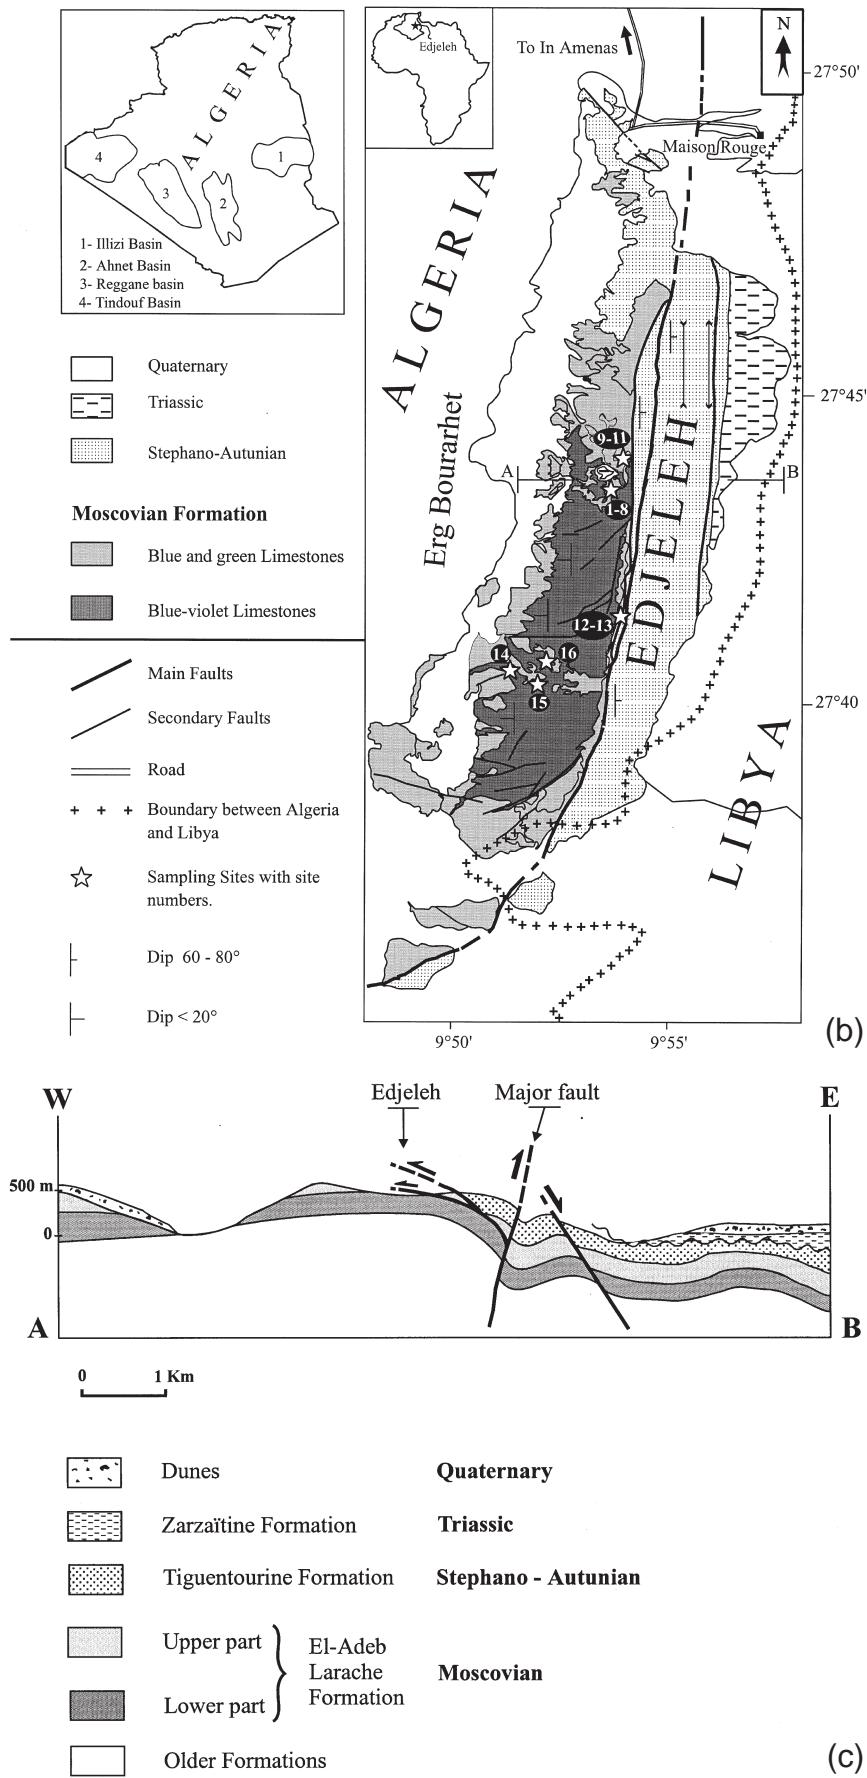 ALGERIA
1
2
3
4
1- Illizi Basin
2- Ahnet Basin
3- Reggane basin
4- Tindouf Basin
Edjeleh
To In Amenas
N
27°50'
Maison Rouge
ALGERIA
27°45'
Erg Bourarhet
9-11
A
B
1-8
EDJELEH
12-13
14
16
15
27°40'
LIBYA
9°50'
9°55'
(b)
Quaternary
Triassic
Stephano-Autunian
Moscovian Formation
Blue and green Limestones
Blue-violet Limestones
Main Faults
Secondary Faults
Road
Boundary between Algeria
and Libya
Sampling Sites with site
numbers.
Dip 60 - 80°
Dip < 20°
W
Edjeleh
Major fault
E
500 m
0
A
B
0 1 Km
Dunes Quaternary
Zarzaïtine Formation Triassic
Tiguentourine Formation Stephano - Autunian
Upper part
El-Adeb
Larache
Formation
Moscovian
Lower part
Older Formations
(c)